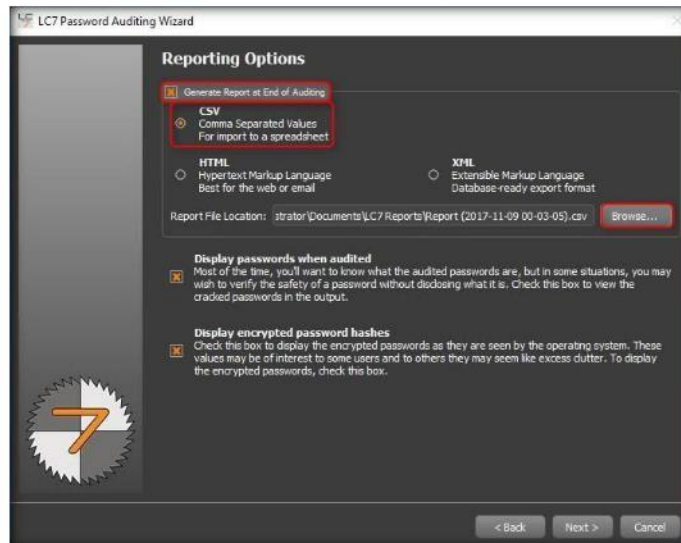 LC7 Password Auditing Wizard
Reporting Options
Generate Report at End of Auditing
CSV
Comma Separated Values
For import to a spreadsheet
HTML
Hypertext Markup Language
Best for the web or email
XML
Extensible Markup Language
Database-ready export format
Report File Location: strator\Documents\LC7 Reports\Report (2017-11-09 00-03-05).csv Browse...
Display passwords when audited
Most of the time, you'll want to know what the audited passwords are, but in some situations, you may
wish to verify the safety of a password without disclosing what it is. Check this box to view the
cracked passwords in the output.
Display encrypted password hashes
Check this box to display the encrypted passwords as they are seen by the operating system. These
values may be of interest to some users and to others they may seem like excess clutter. To display
the encrypted passwords, check this box.
7
< Back Next > Cancel